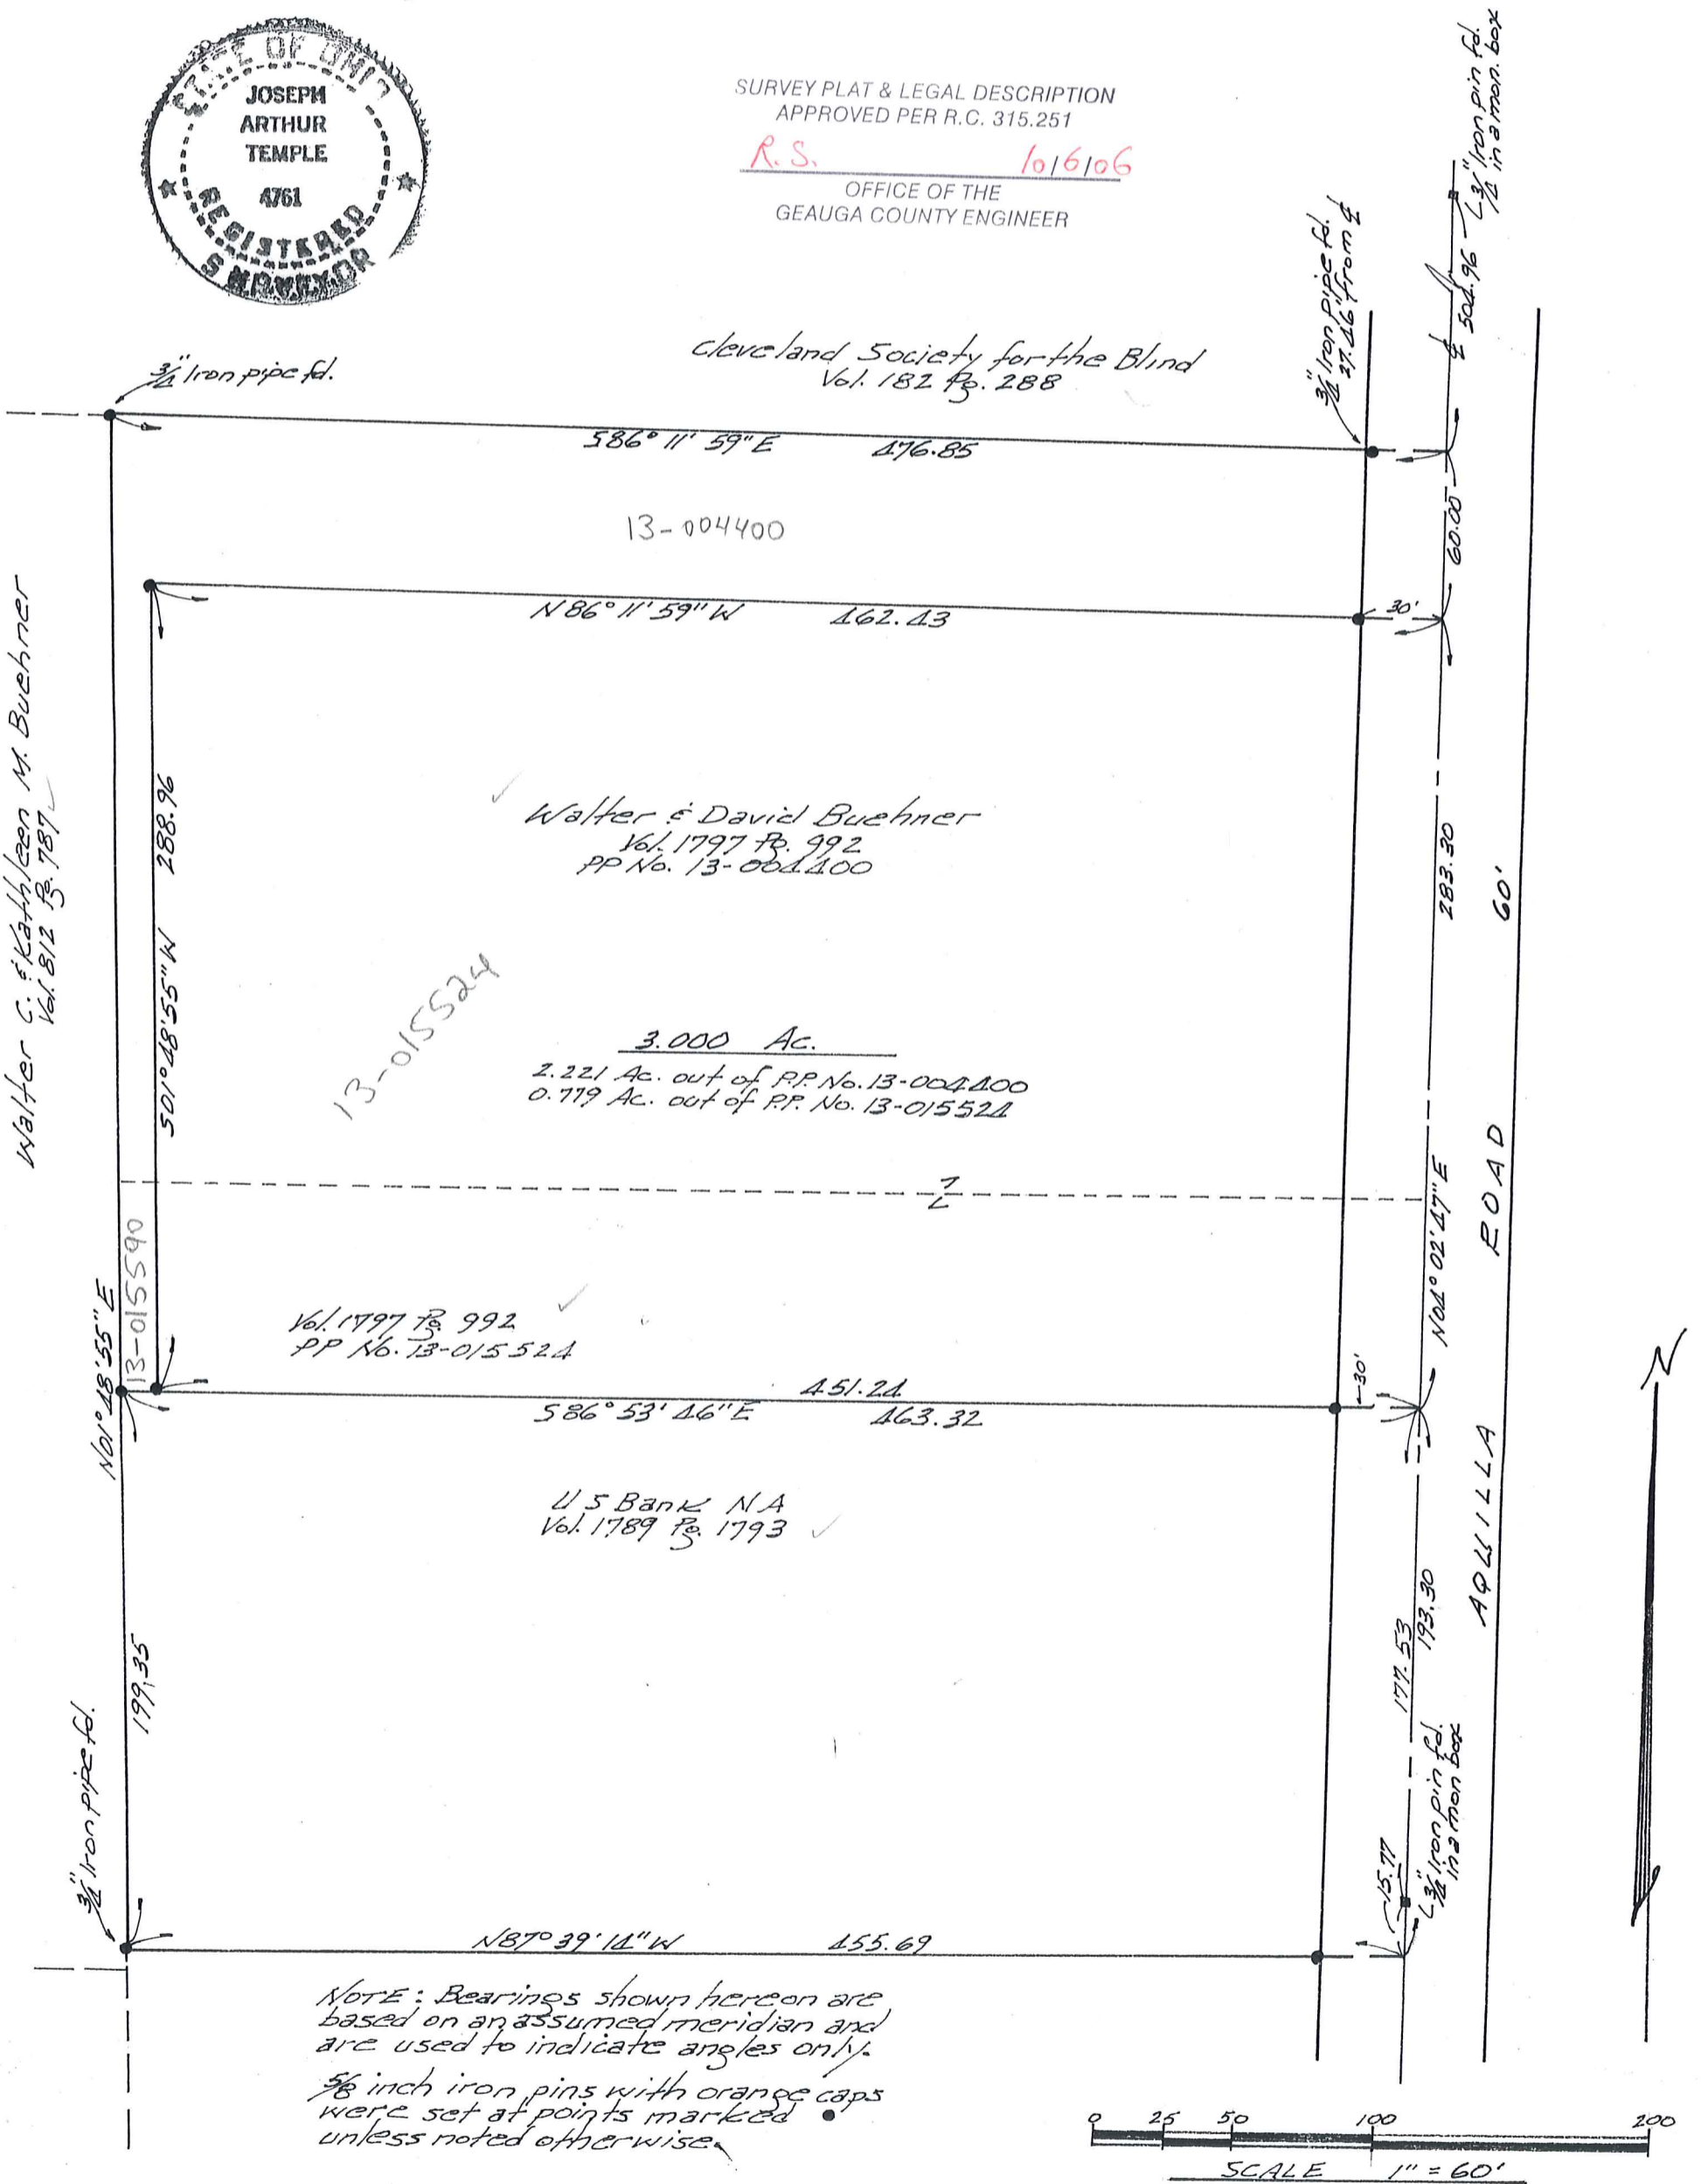 STATE OF OHIO
JOSEPH
ARTHUR
TEMPLE
4761
REGISTERED
SURVEYOR
SURVEY PLAT & LEGAL DESCRIPTION
APPROVED PER R.C. 315.251
R.S. 10/6/06
OFFICE OF THE
GEAUGA COUNTY ENGINEER
3/4" Iron pin fd.
in a mon. box
504.96
3/4" Iron pipe fd.
27.46' from ℄
℄
3/4" Iron pipe fd.
Cleveland Society for the Blind
Vol. 182 Pg. 288
S86° 11' 59" E 476.85
60.00
13-004400
N86° 11' 59" W 462.43
30'
Walter C. & Kathleen M. Buehner
Vol. 812 Pg. 787
S01° 48' 55" W 288.96
Walter & David Buehner
Vol. 1797 Pg. 992
PP No. 13-004400
283.30
60'
13-015524
3.000 Ac.
2.221 Ac. out of P.P. No. 13-004400
0.779 Ac. out of P.P. No. 13-015524
N04° 02' 47" E
AQUILLA ROAD
N01° 48' 55" E
13-015590
Vol. 1797 Pg. 992
PP No. 13-015524
30'
451.24
S86° 53' 46" E 463.32
U S Bank NA
Vol. 1789 Pg. 1793
N
199.35
177.53
193.30
3/4" Iron pipe fd.
15.77
3/4" Iron pin fd.
in a mon box
N87° 39' 14" W 455.69
NOTE: Bearings shown hereon are
based on an assumed meridian and
are used to indicate angles only.
5/8 inch iron pins with orange caps
were set at points marked ●
unless noted otherwise.
0 25 50 100 200
SCALE 1" = 60'